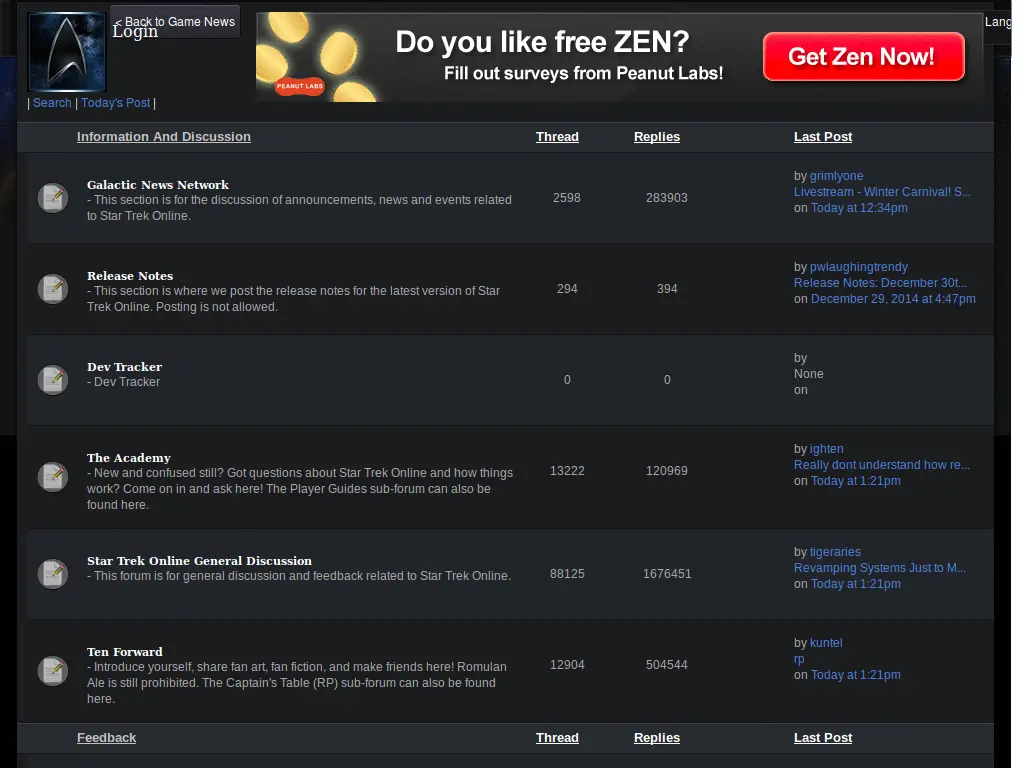 < Back to Game News
Login
Do you like free ZEN?
Fill out surveys from Peanut Labs!
PEANUT LABS
Get Zen Now!
Lang
| Search | Today's Post |
Information And Discussion Thread Replies Last Post
Galactic News Network
- This section is for the discussion of announcements, news and events related
to Star Trek Online.
2598 283903
by grimlyone
Livestream - Winter Carnival! S...
on Today at 12:34pm
Release Notes
- This section is where we post the release notes for the latest version of Star
Trek Online. Posting is not allowed.
294 394
by pwlaughingtrendy
Release Notes: December 30t...
on December 29, 2014 at 4:47pm
Dev Tracker
- Dev Tracker
0 0
by
None
on
The Academy
- New and confused still? Got questions about Star Trek Online and how things
work? Come on in and ask here! The Player Guides sub-forum can also be
found here.
13222 120969
by ighten
Really dont understand how re...
on Today at 1:21pm
Star Trek Online General Discussion
- This forum is for general discussion and feedback related to Star Trek Online.
88125 1676451
by tigeraries
Revamping Systems Just to M...
on Today at 1:21pm
Ten Forward
- Introduce yourself, share fan art, fan fiction, and make friends here! Romulan
Ale is still prohibited. The Captain's Table (RP) sub-forum can also be found
here.
12904 504544
by kuntel
rp
on Today at 1:21pm
Feedback Thread Replies Last Post